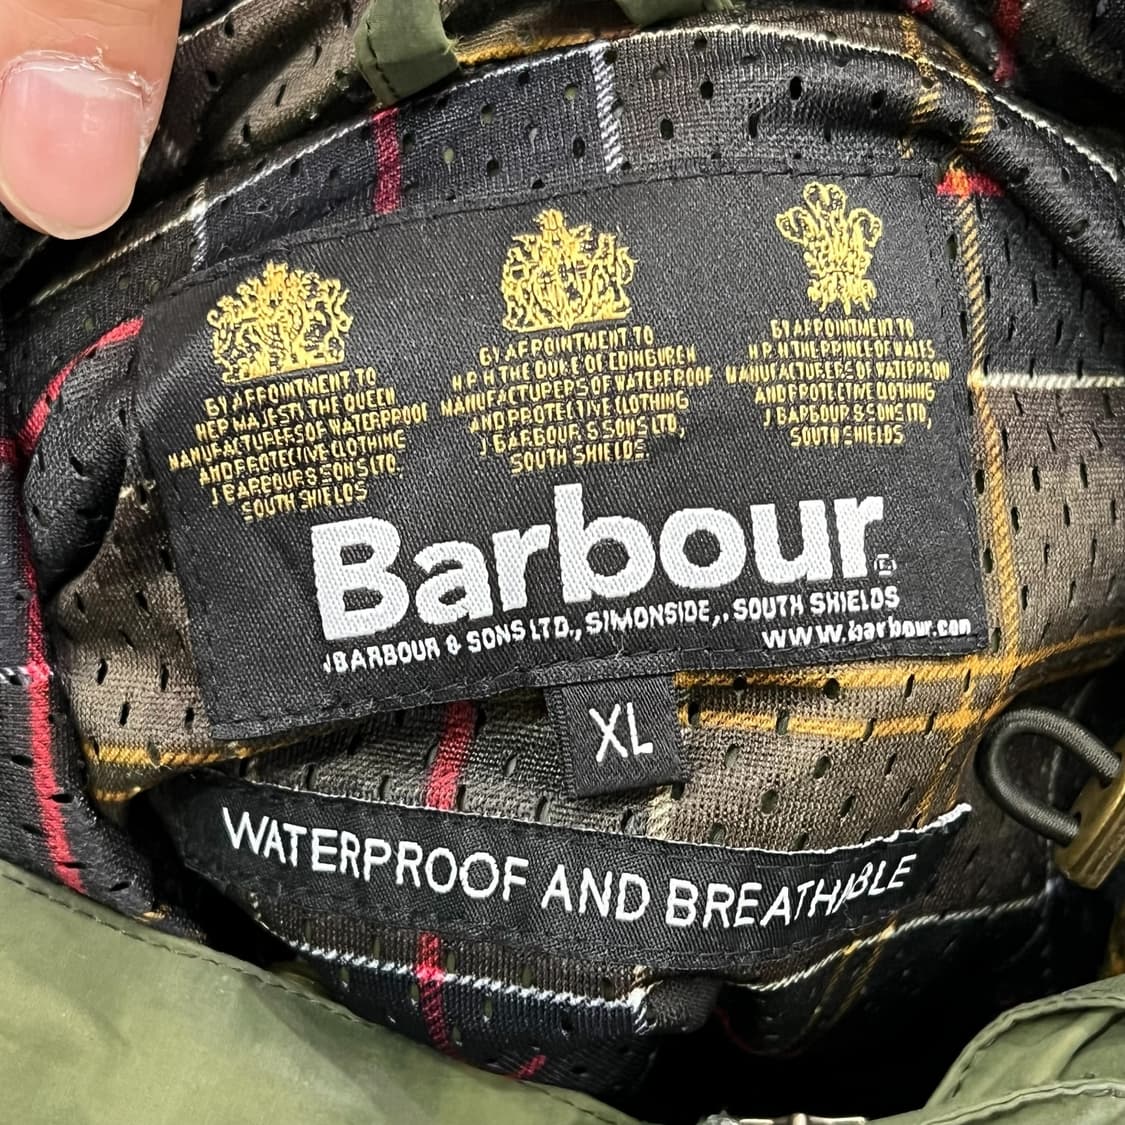 BY APPOINTMENT TO
HER MAJESTY THE QUEEN
MANUFACTURERS OF WATERPROOF
AND PROTECTIVE CLOTHING
J BARBOUR & SONS LTD.
SOUTH SHIELDS
BY APPOINTMENT TO
H.R.H THE DUKE OF EDINBURGH
MANUFACTURERS OF WATERPROOF
AND PROTECTIVE CLOTHING
J BARBOUR & SONS LTD,
SOUTH SHIELDS
BY APPOINTMENT TO
H.R.H THE PRINCE OF WALES
MANUFACTURERS OF WATERPROOF
AND PROTECTIVE CLOTHING
J BARBOUR & SONS LTD,
SOUTH SHIELDS
Barbour
J BARBOUR & SONS LTD., SIMONSIDE,, SOUTH SHIELDS
www.barbour.com
XL
WATERPROOF AND BREATHABLE